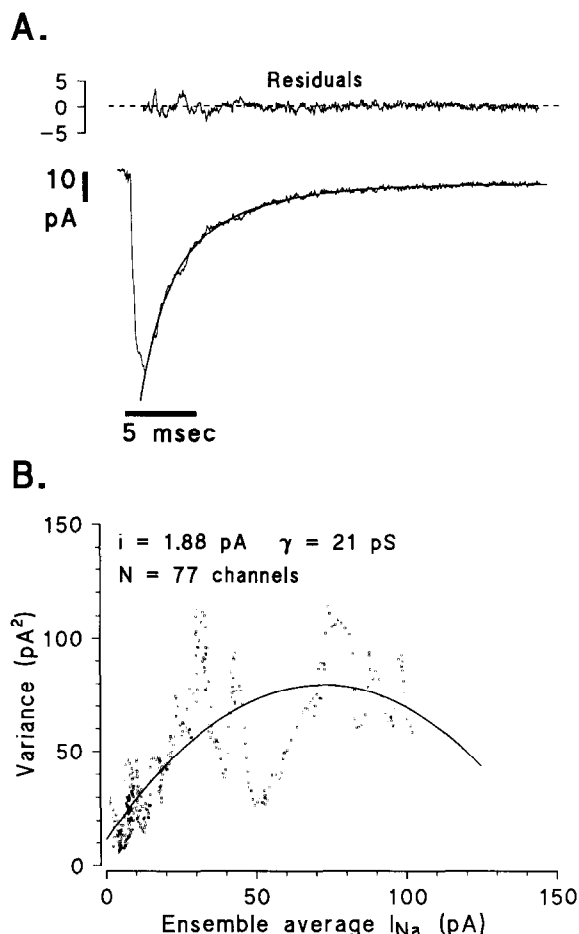 A.
5
0
−5
Residuals
10
pA
5 msec
B.
150
100
50
0
Variance (pA²)
i = 1.88 pA γ = 21 pS
N = 77 channels
0 50 100 150
Ensemble average I_Na (pA)